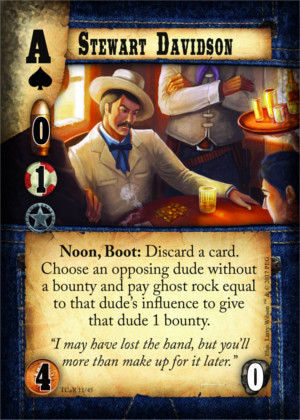 A
STEWART DAVIDSON
0
1
Noon, Boot: Discard a card.
Choose an opposing dude without
a bounty and pay ghost rock equal
to that dude's influence to give
that dude 1 bounty.
"I may have lost the hand, but you'll
more than make up for it later."
4
0